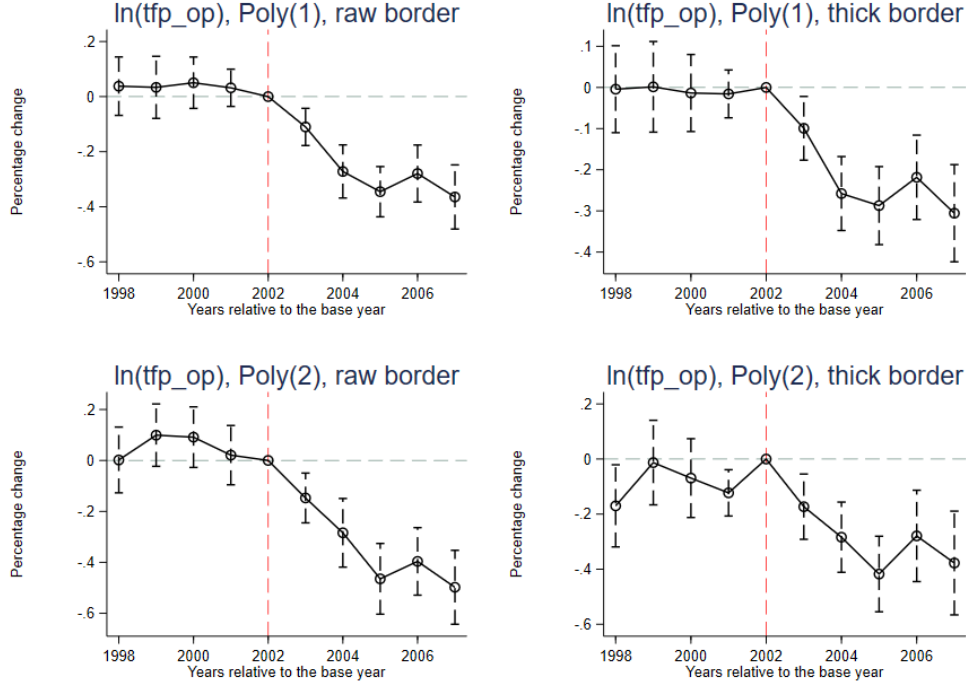 ln(tfp_op), Poly(1), raw border
Percentage change
.2
0
-.2
-.4
-.6
1998 2000 2002 2004 2006
Years relative to the base year
ln(tfp_op), Poly(1), thick border
Percentage change
.1
0
-.1
-.2
-.3
-.4
1998 2000 2002 2004 2006
Years relative to the base year
ln(tfp_op), Poly(2), raw border
Percentage change
.2
0
-.2
-.4
-.6
1998 2000 2002 2004 2006
Years relative to the base year
ln(tfp_op), Poly(2), thick border
Percentage change
.2
0
-.2
-.4
-.6
1998 2000 2002 2004 2006
Years relative to the base year